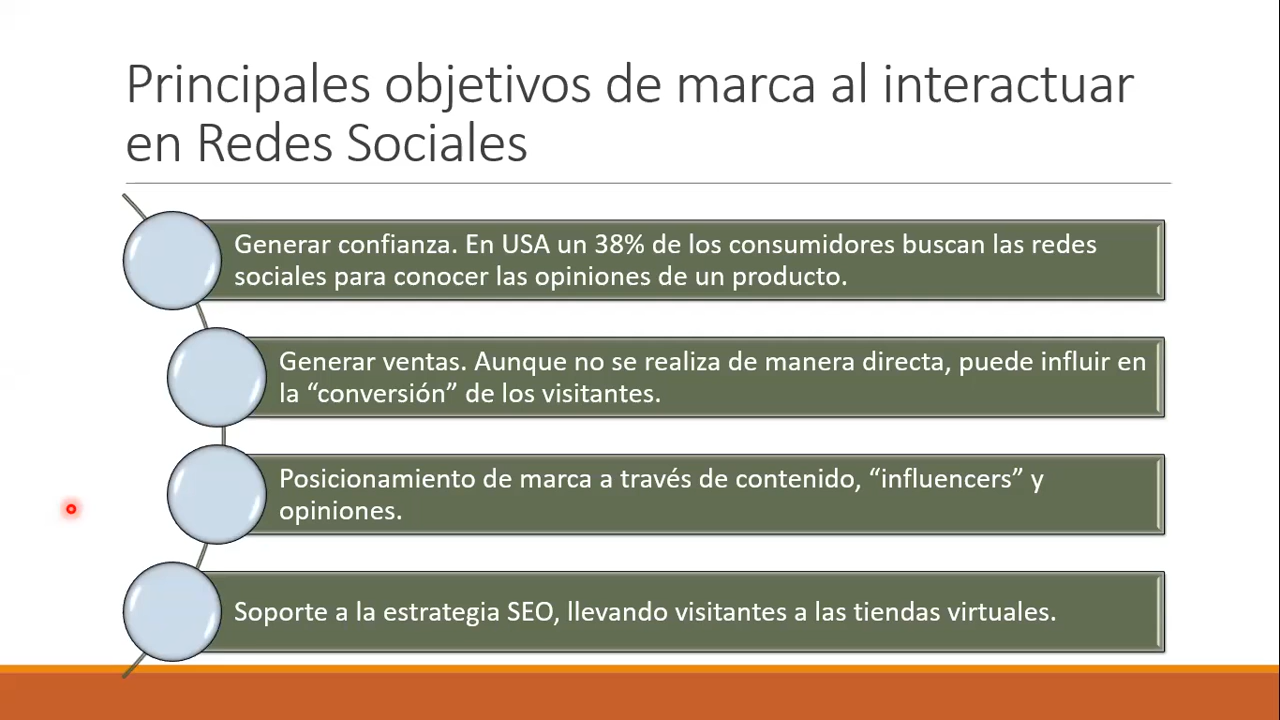 Principales objetivos de marca al interactuar
en Redes Sociales
Generar confianza. En USA un 38% de los consumidores buscan las redes
sociales para conocer las opiniones de un producto.
Generar ventas. Aunque no se realiza de manera directa, puede influir en
la “conversión” de los visitantes.
Posicionamiento de marca a través de contenido, “influencers” y
opiniones.
Soporte a la estrategia SEO, llevando visitantes a las tiendas virtuales.